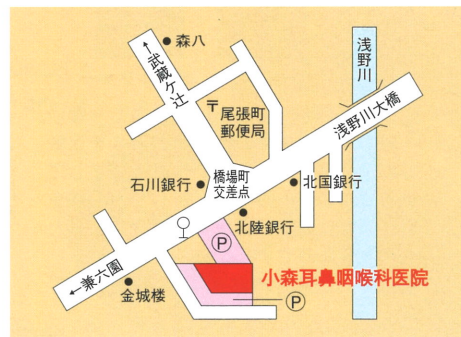 森八
←武蔵ケ辻
浅野川
〒尾張町
郵便局
浅野川大橋
橋場町
交差点
石川銀行
北国銀行
北陸銀行
P
小森耳鼻咽喉科医院
←兼六園
金城楼
P